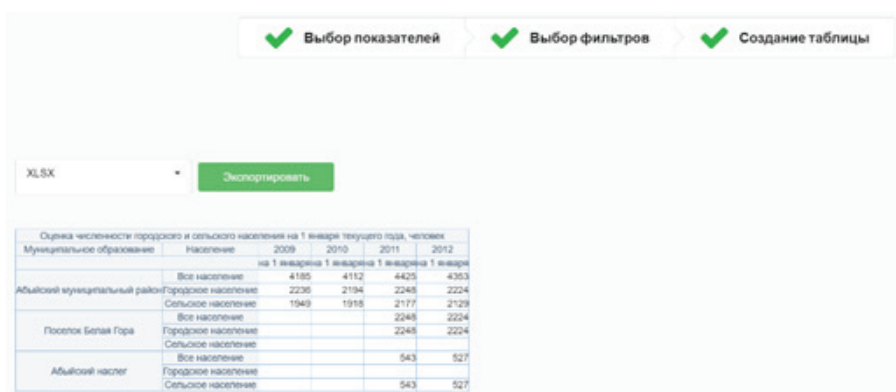 Выбор показателей Выбор фильтров Создание таблицы
XLSX Экспортировать
Оценка численности городского и сельского населения на 1 января текущего года, человек
Муниципальное образование Население 2009 2010 2011 2012
на 1 января на 1 января на 1 января на 1 января
Все население 4185 4112 4425 4353
Абыйский муниципальный район Городское население 2236 2194 2248 2224
Сельское население 1949 1918 2177 2129
Все население 2248 2224
Поселок Белая Гора Городское население 2248 2224
Сельское население
Все население 543 527
Абыйский наслег Городское население
Сельское население 543 527